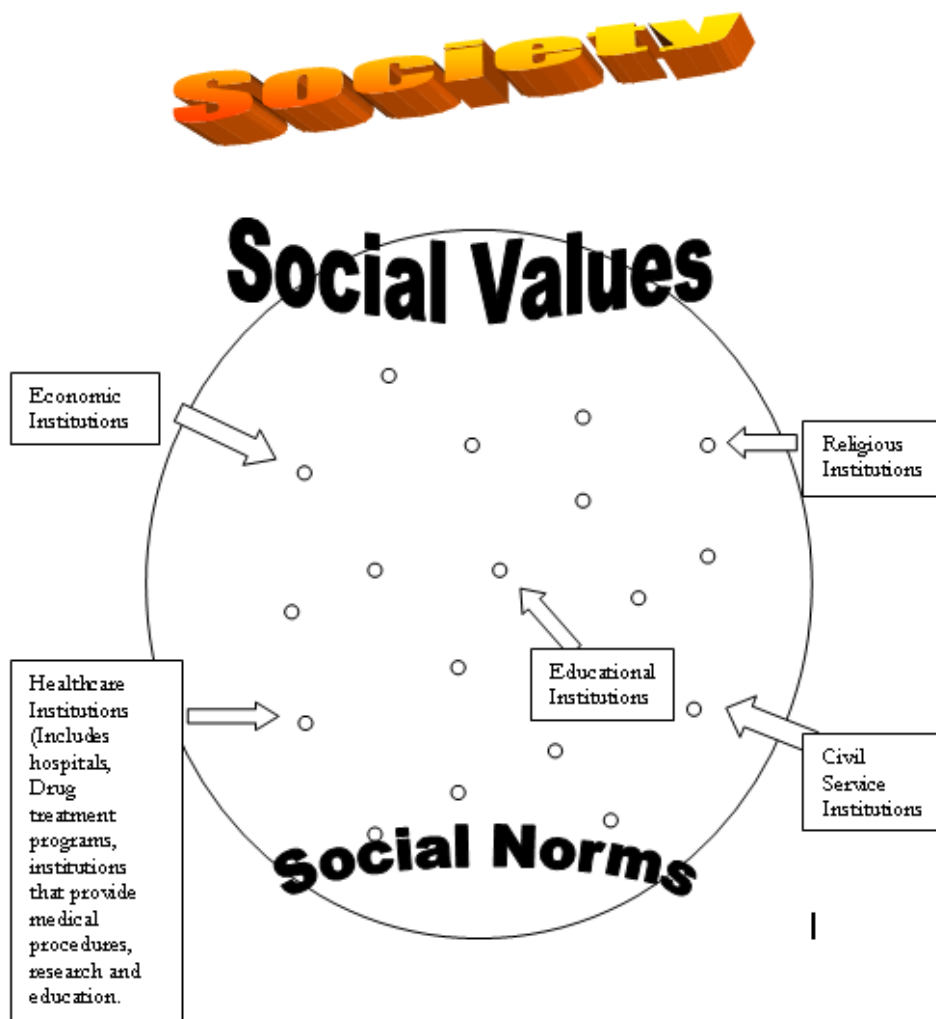 Society
Social Values
Economic
Institutions
Religious
Institutions
Educational
Institutions
Healthcare
Institutions
(Includes
hospitals,
Drug
treatment
programs,
institutions
that provide
medical
procedures,
research and
education.
Civil
Service
Institutions
Social Norms